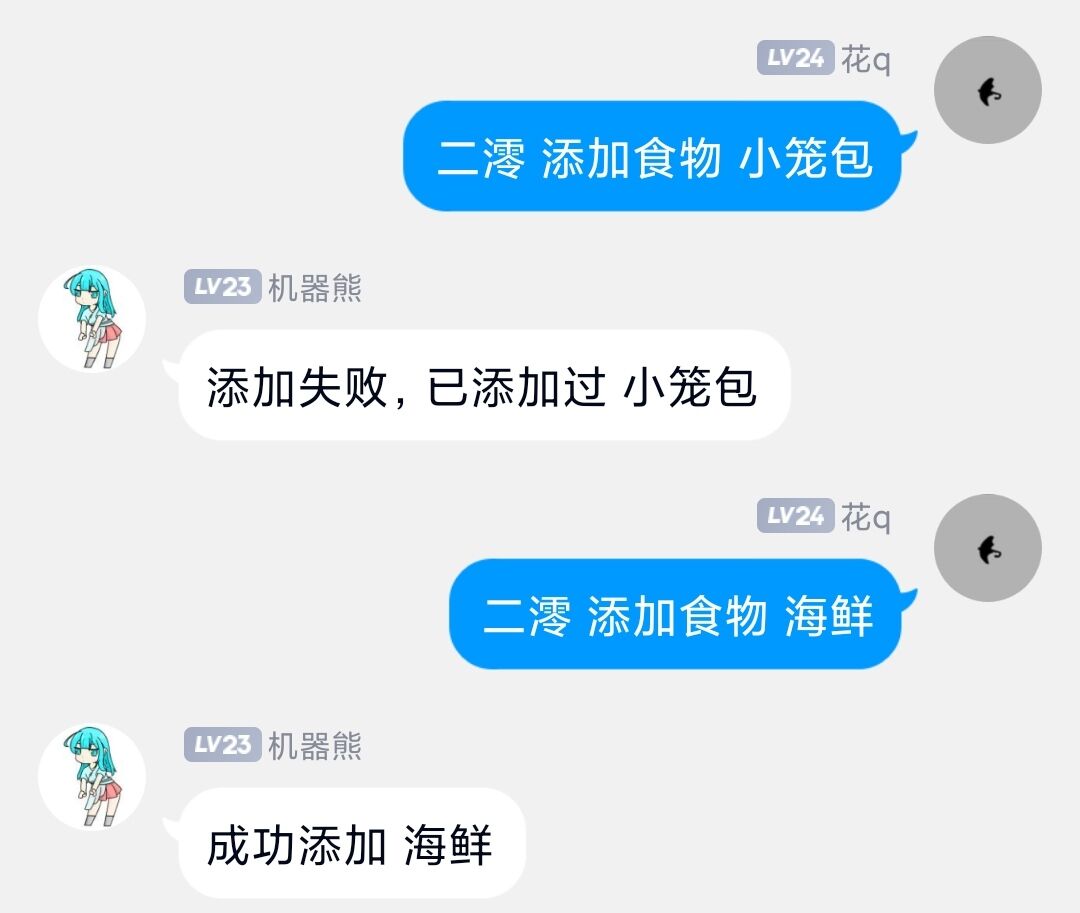 LV24 花q
二澪 添加食物 小笼包
LV23 机器熊
添加失败，已添加过 小笼包
LV24 花q
二澪 添加食物 海鲜
LV23 机器熊
成功添加 海鲜